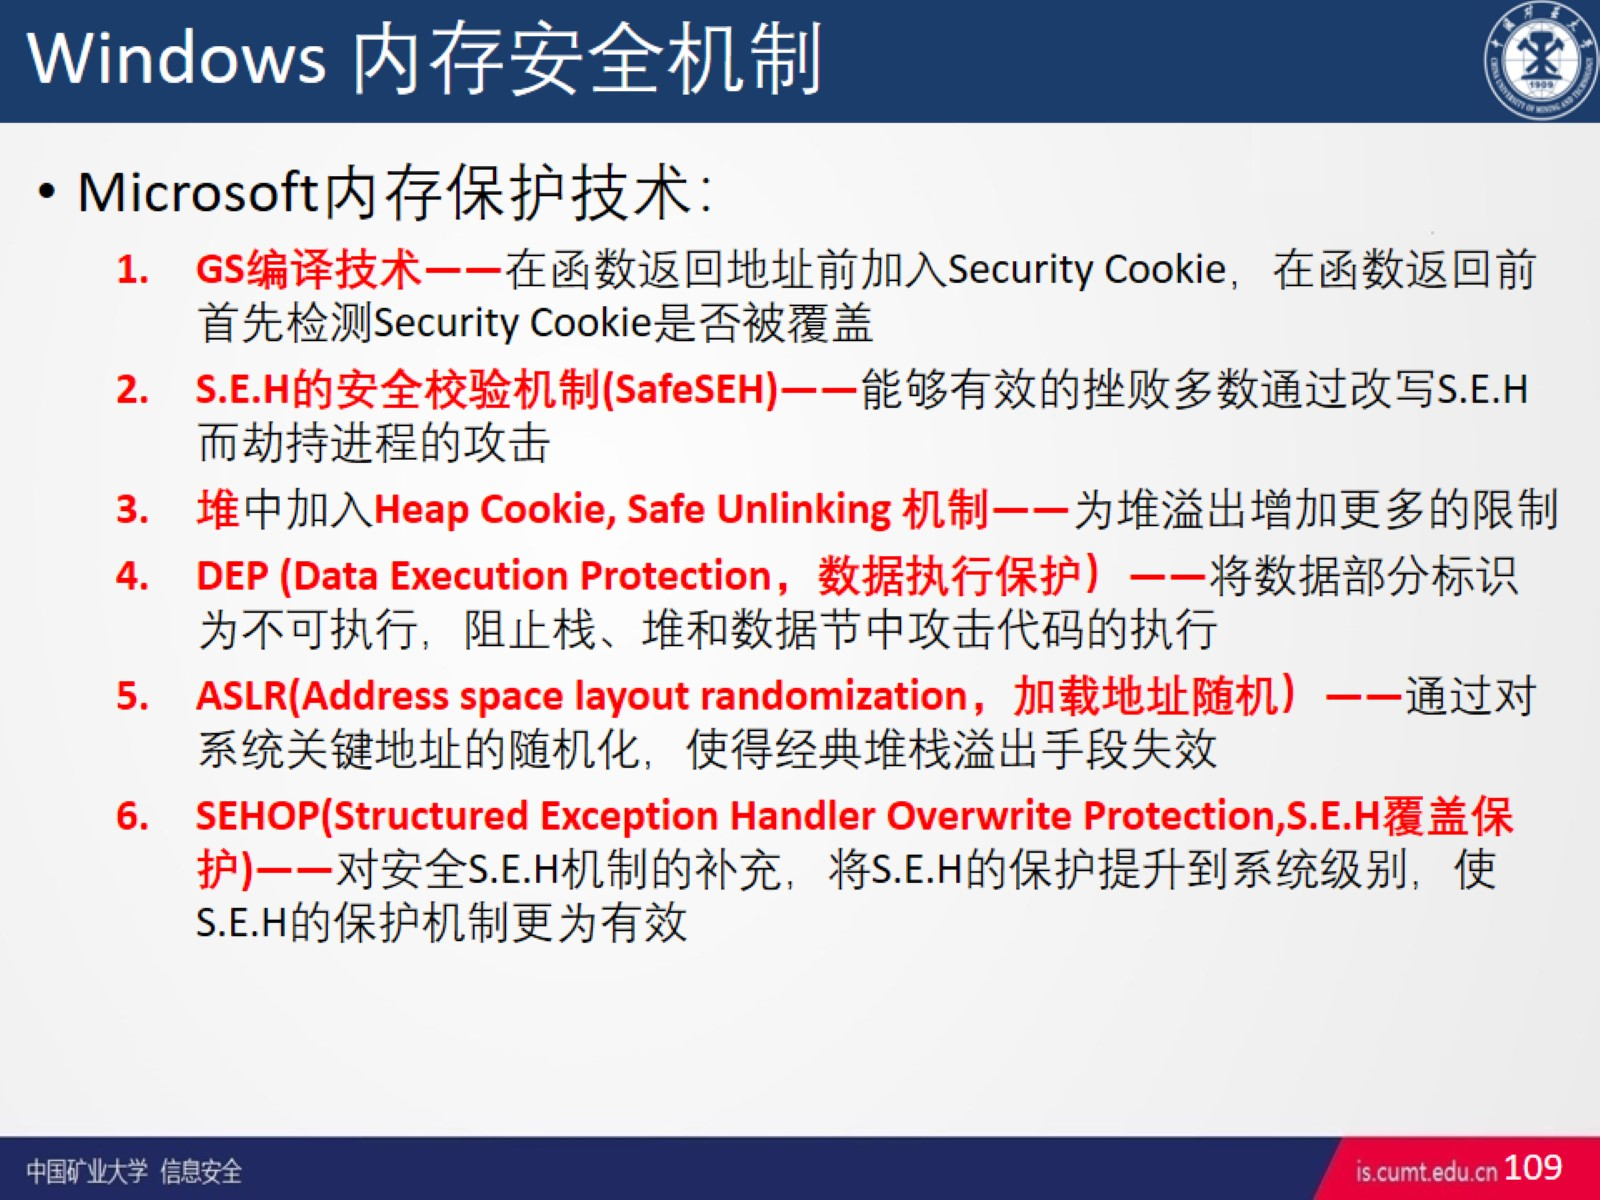 Windows 内存安全机制
1909
CHINA UNIVERSITY OF MINING AND TECHNOLOGY
• Microsoft内存保护技术：
1. GS编译技术——在函数返回地址前加入Security Cookie，在函数返回前
首先检测Security Cookie是否被覆盖
2. S.E.H的安全校验机制(SafeSEH)——能够有效的挫败多数通过改写S.E.H
而劫持进程的攻击
3. 堆中加入Heap Cookie, Safe Unlinking 机制——为堆溢出增加更多的限制
4. DEP (Data Execution Protection，数据执行保护）——将数据部分标识
为不可执行，阻止栈、堆和数据节中攻击代码的执行
5. ASLR(Address space layout randomization，加载地址随机）——通过对
系统关键地址的随机化，使得经典堆栈溢出手段失效
6. SEHOP(Structured Exception Handler Overwrite Protection,S.E.H覆盖保
护)——对安全S.E.H机制的补充，将S.E.H的保护提升到系统级别，使
S.E.H的保护机制更为有效
中国矿业大学 信息安全
is.cumt.edu.cn 109